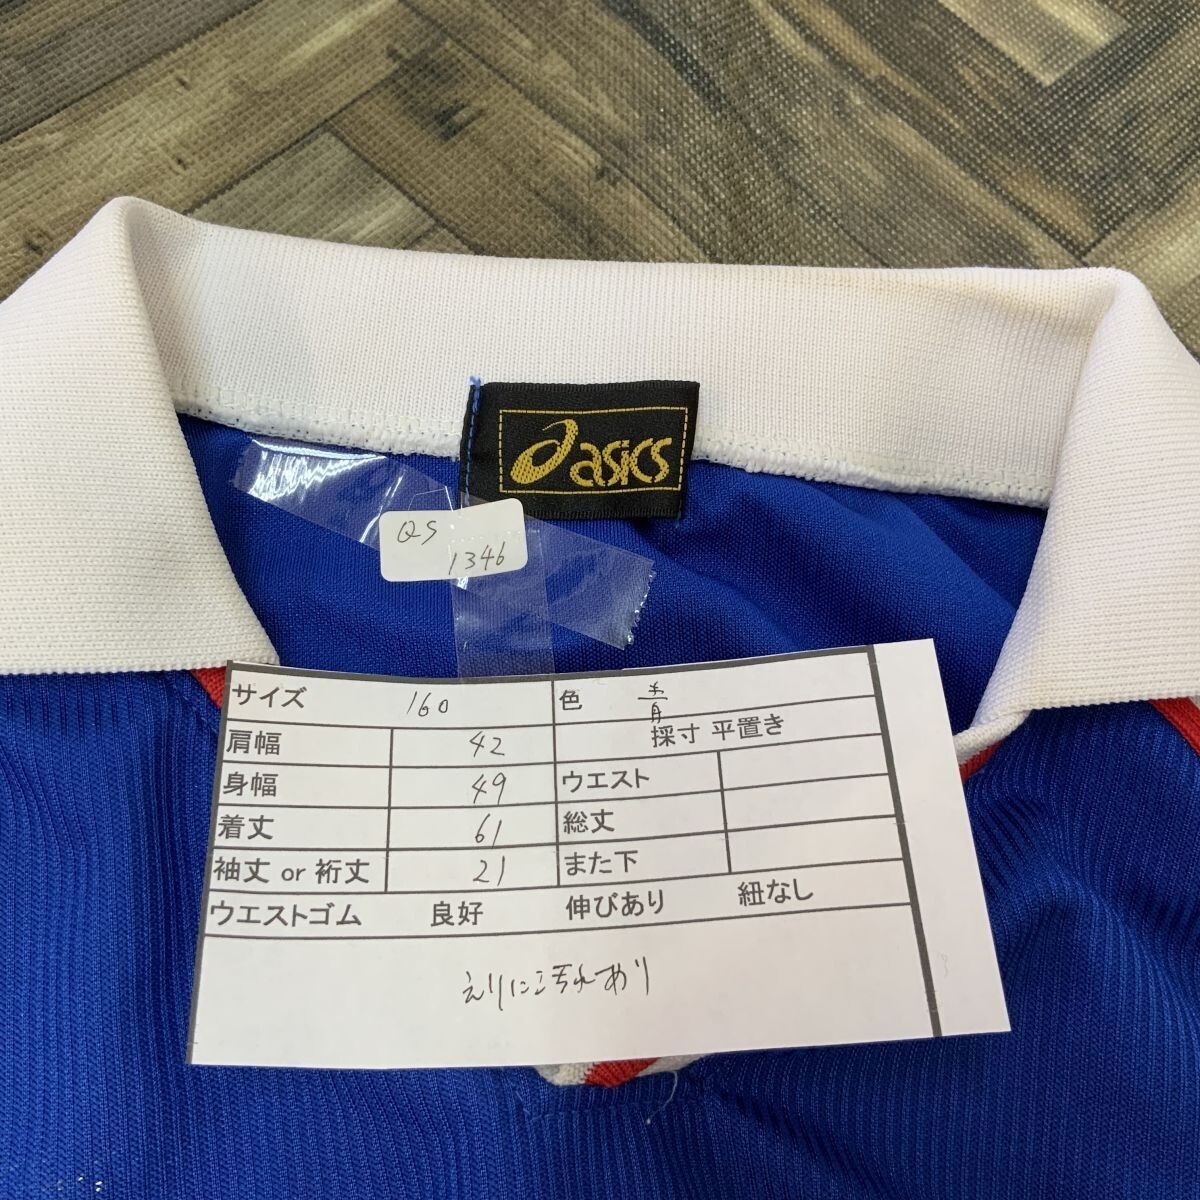 asics
QS
1346
サイズ 160 色 青
肩幅 42 採寸 平置き
身幅 49 ウエスト
着丈 61 総丈
袖丈 or 裄丈 21 また下
ウエストゴム 良好 伸びあり 紐なし
えりに汚れあり